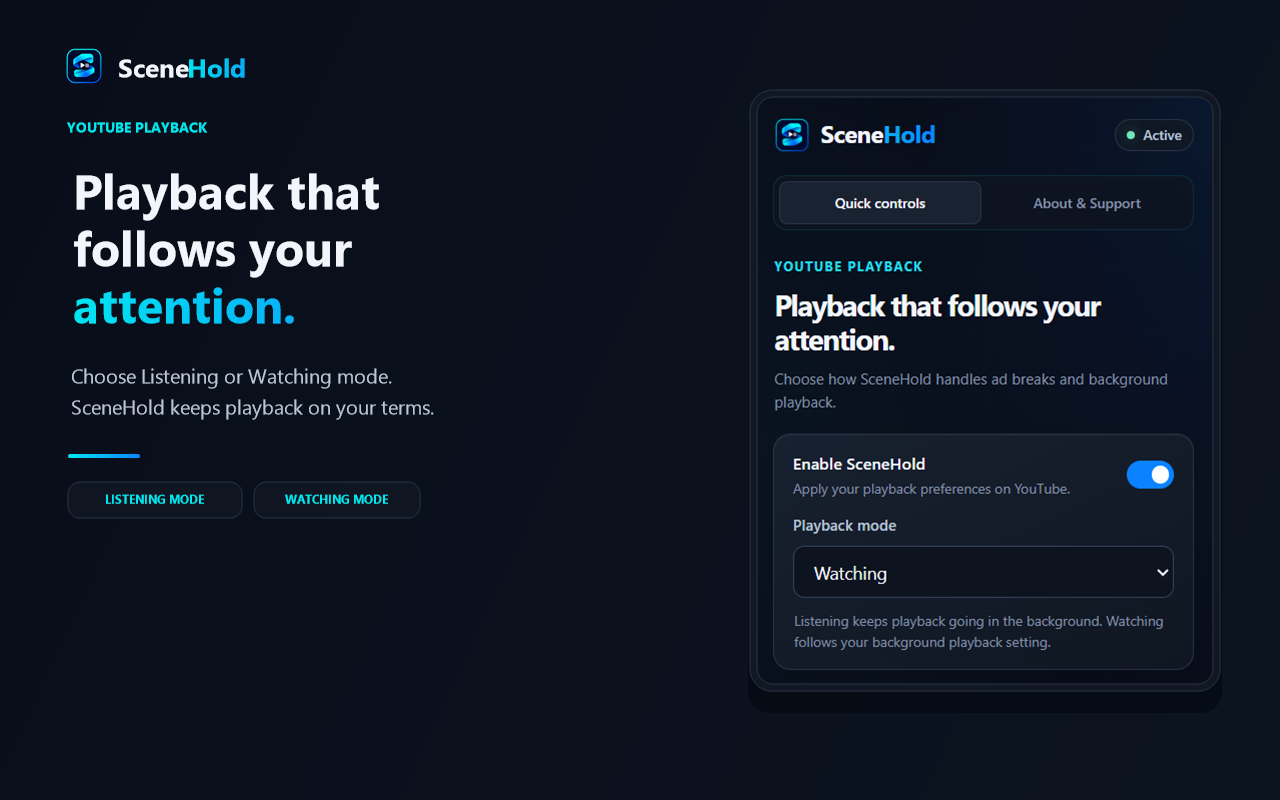 SceneHold
YOUTUBE PLAYBACK
Playback that
follows your
attention.
Choose Listening or Watching mode.
SceneHold keeps playback on your terms.
LISTENING MODE
WATCHING MODE
SceneHold
Active
Quick controls
About & Support
YOUTUBE PLAYBACK
Playback that follows your
attention.
Choose how SceneHold handles ad breaks and background
playback.
Enable SceneHold
Apply your playback preferences on YouTube.
Playback mode
Watching
Listening keeps playback going in the background. Watching
follows your background playback setting.